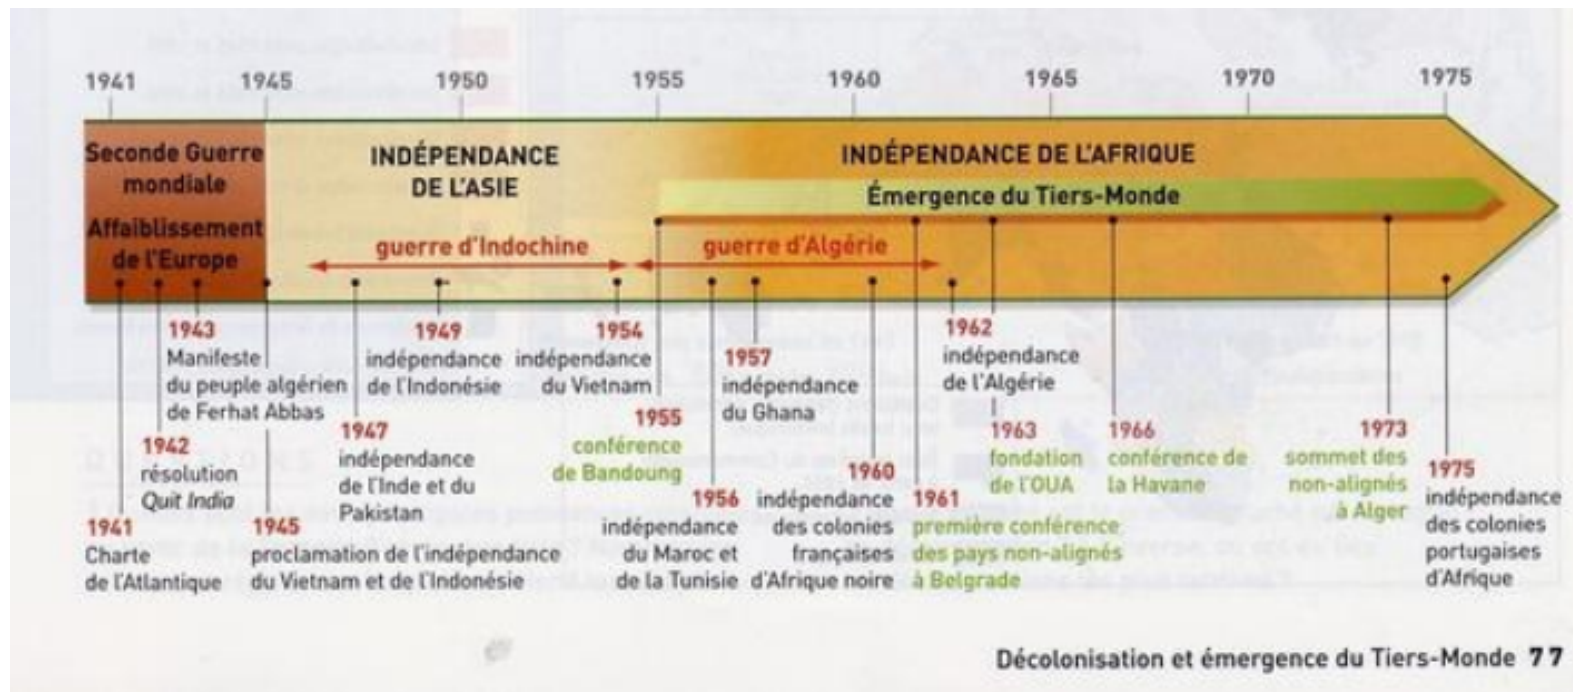 1941 1945 1950 1955 1960 1965 1970 1975
Seconde Guerre
mondiale
Affaiblissement
de l'Europe
INDÉPENDANCE
DE L'ASIE
INDÉPENDANCE DE L'AFRIQUE
Émergence du Tiers-Monde
guerre d'Indochine
guerre d'Algérie
1943
Manifeste
du peuple algérien
de Ferhat Abbas
1949
indépendance
de l'Indonésie
1954
indépendance
du Vietnam
1957
indépendance
du Ghana
1962
indépendance
de l'Algérie
1942
résolution
Quit India
1947
indépendance
de l'Inde et du
Pakistan
1955
conférence
de Bandoung
1963
fondation
de l'OUA
1966
conférence de
la Havane
1973
sommet des
non-alignés
à Alger
1941
Charte
de l'Atlantique
1945
proclamation de l'indépendance
du Vietnam et de l'Indonésie
1956
indépendance
du Maroc et
de la Tunisie
1960
indépendance
des colonies
françaises
d'Afrique noire
1961
première conférence
des pays non-alignés
à Belgrade
1975
indépendance
des colonies
portugaises
d'Afrique
Décolonisation et émergence du Tiers-Monde 77